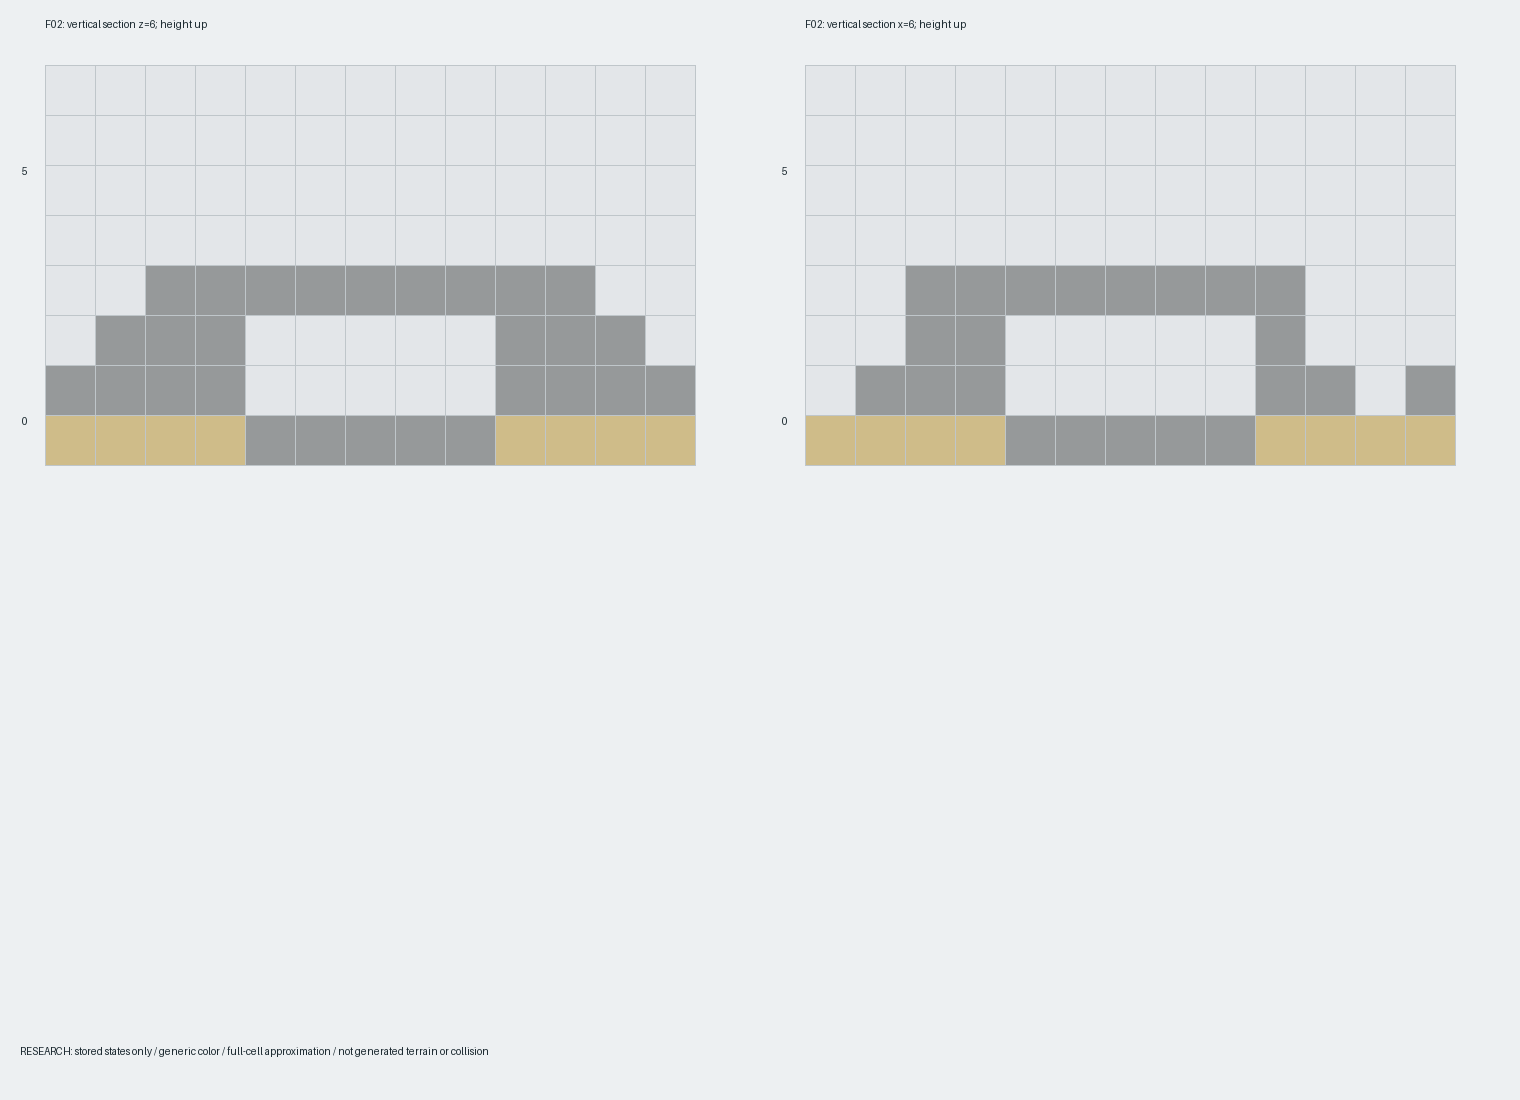 F02: vertical section z=6; height up
F02: vertical section x=6; height up
5
5
0
0
RESEARCH: stored states only / generic color / full-cell approximation / not generated terrain or collision